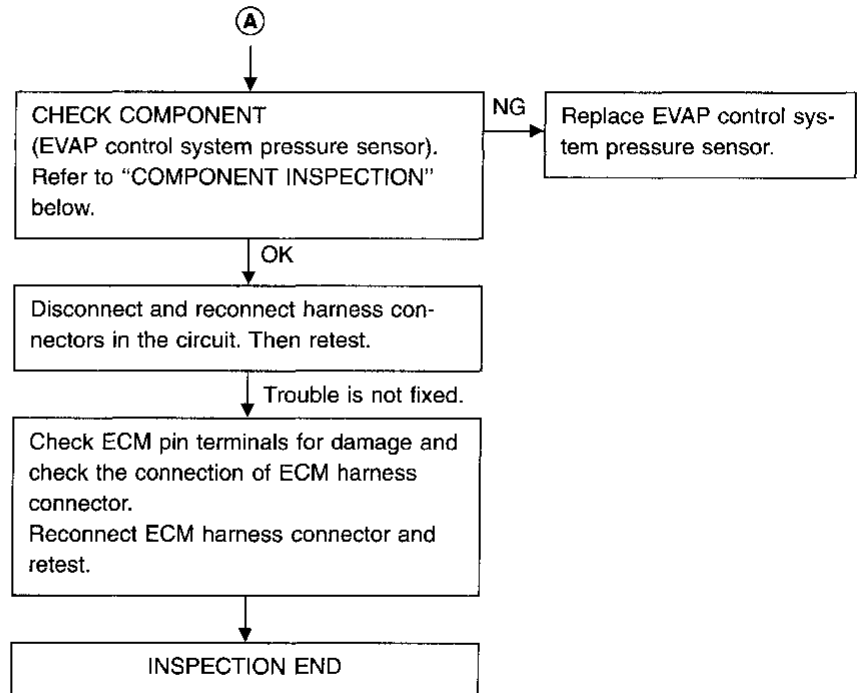 A
CHECK COMPONENT
(EVAP control system pressure sensor).
Refer to “COMPONENT INSPECTION”
below.
NG
Replace EVAP control sys-
tem pressure sensor.
OK
Disconnect and reconnect harness con-
nectors in the circuit. Then retest.
Trouble is not fixed.
Check ECM pin terminals for damage and
check the connection of ECM harness
connector.
Reconnect ECM harness connector and
retest.
INSPECTION END